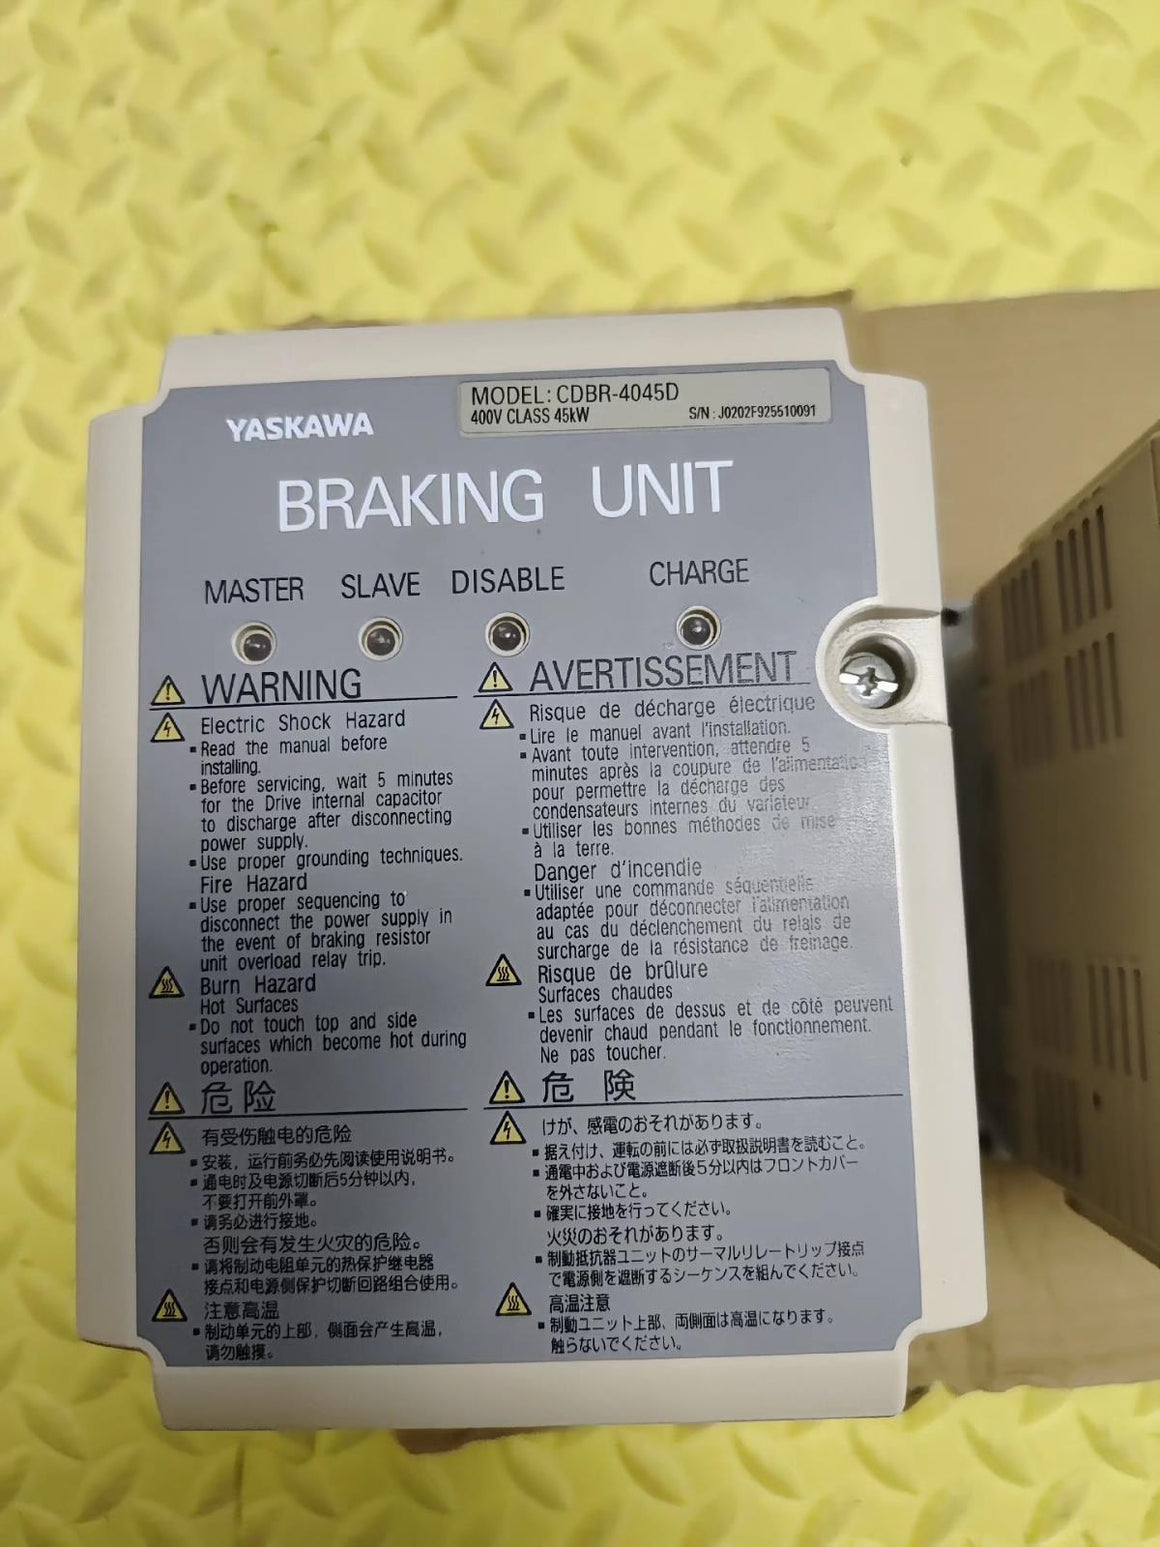 MODEL: CDBR-4045D
400V CLASS 45kW S/N : J0202F925510091
YASKAWA
BRAKING UNIT
MASTER SLAVE DISABLE CHARGE
WARNING
Electric Shock Hazard
▪Read the manual before
installing.
▪Before servicing, wait 5 minutes
for the Drive internal capacitor
to discharge after disconnecting
power supply.
▪Use proper grounding techniques.
Fire Hazard
▪Use proper sequencing to
disconnect the power supply in
the event of braking resistor
unit overload relay trip.
Burn Hazard
Hot Surfaces
▪Do not touch top and side
surfaces which become hot during
operation.
AVERTISSEMENT
Risque de décharge électrique
▪Lire le manuel avant l'installation.
▪Avant toute intervention, attendre 5
minutes après la coupure de l'alimentation
pour permettre la décharge des
condensateurs internes du variateur
▪Utiliser les bonnes méthodes de mise
à la terre.
Danger d'incendie
▪Utiliser une commande séquentielle
adaptée pour déconnecter l'alimentation
au cas du déclenchement du relais de
surcharge de la résistance de freinage.
Risque de brûlure
Surfaces chaudes
▪Les surfaces de dessus et de côté peuvent
devenir chaud pendant le fonctionnement.
Ne pas toucher.
危险
有受伤触电的危险
▪安装，运行前务必先阅读使用说明书。
▪通电时及电源切断后5分钟以内，
不要打开前外罩。
▪请务必进行接地。
否则会有发生火灾的危险。
▪请将制动电阻单元的热保护继电器
接点和电源侧保护切断回路组合使用。
注意高温
▪制动单元的上部，侧面会产生高温，
请勿触摸。
危 険
けが、感電のおそれがあります。
▪据え付け、運転の前には必ず取扱説明書を読むこと。
▪通電中および電源遮断後5分以内はフロントカバー
を外さないこと。
▪確実に接地を行ってください。
火災のおそれがあります。
▪制動抵抗器ユニットのサーマルリレートリップ接点
で電源側を遮断するシーケンスを組んでください。
高温注意
▪制動ユニット上部、両側面は高温になります。
触らないでください。